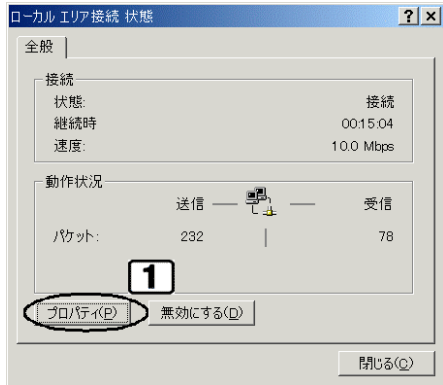 ローカル エリア接続 状態
全般
接続
状態: 接続
継続時 00:15:04
速度: 10.0 Mbps
動作状況
送信 受信
パケット: 232 78
1
プロパティ(P) 無効にする(D)
閉じる(C)